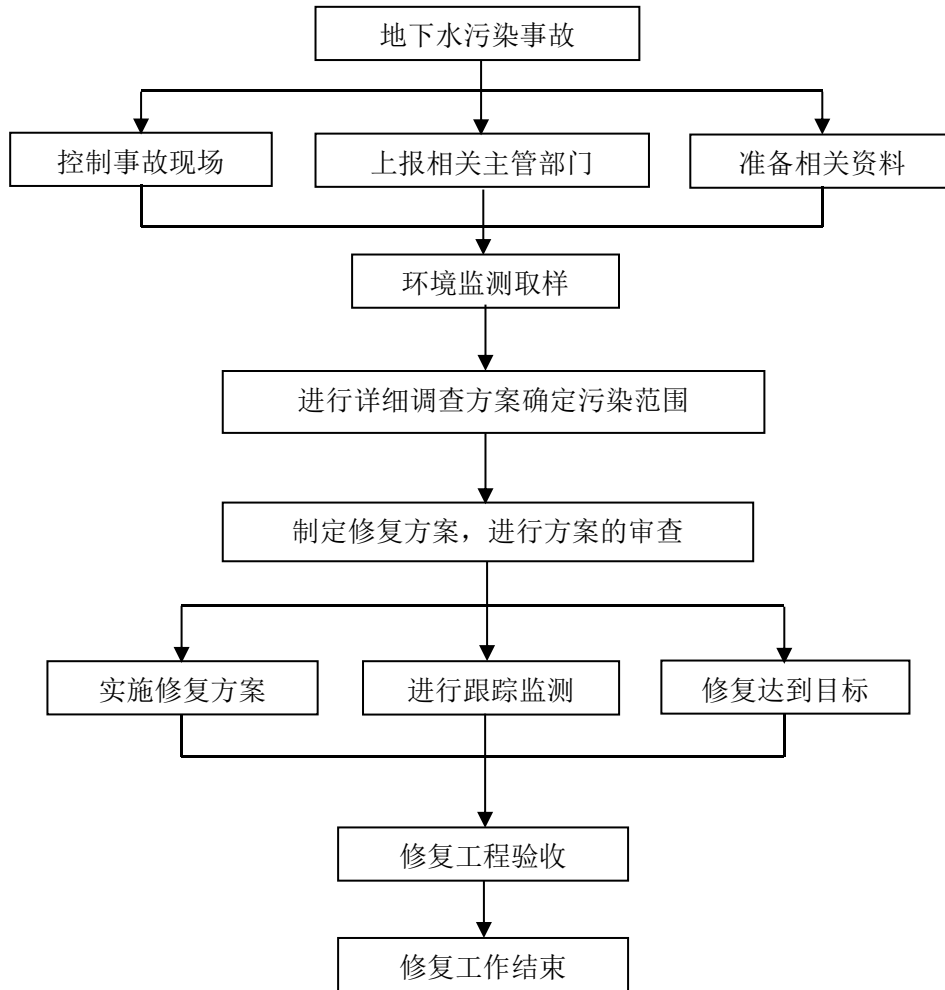 地下水污染事故
控制事故现场
上报相关主管部门
准备相关资料
环境监测取样
进行详细调查方案确定污染范围
制定修复方案，进行方案的审查
实施修复方案
进行跟踪监测
修复达到目标
修复工程验收
修复工作结束